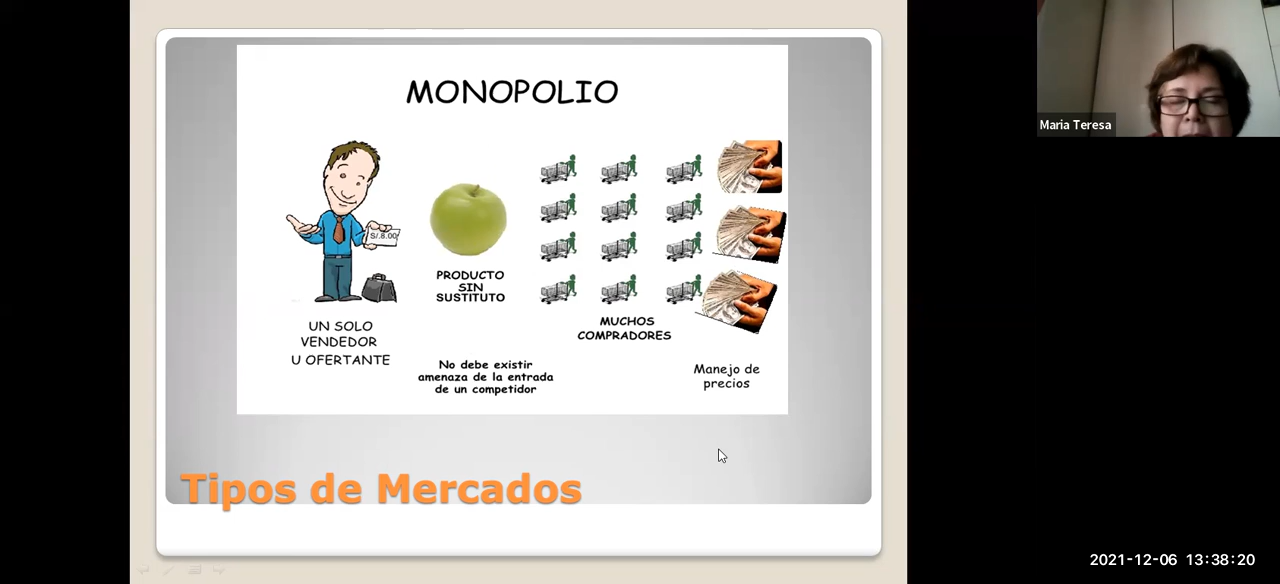 MONOPOLIO
S/.8.00
UN SOLO
VENDEDOR
U OFERTANTE
PRODUCTO
SIN
SUSTITUTO
No debe existir
amenaza de la entrada
de un competidor
MUCHOS
COMPRADORES
Manejo de
precios
Tipos de Mercados
Maria Teresa
2021-12-06 13:38:20